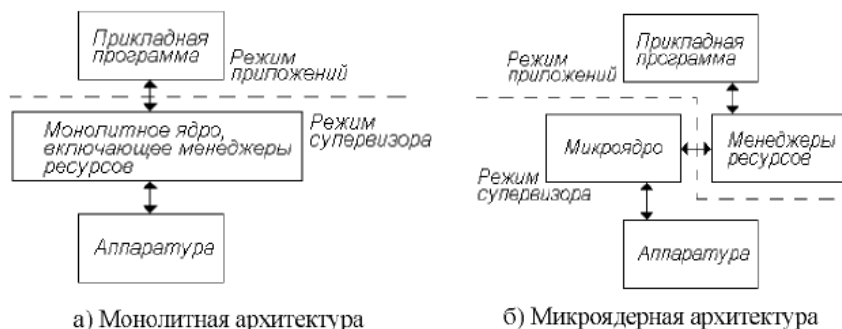 Прикладная
программа
Режим
приложений
Монолитное ядро,
включающее менеджеры
ресурсов
Режим
супервизора
Аппаратура
а) Монолитная архитектура
Прикладная
программа
Режим
приложений
Микроядро
Менеджеры
ресурсов
Режим
супервизора
Аппаратура
б) Микроядерная архитектура